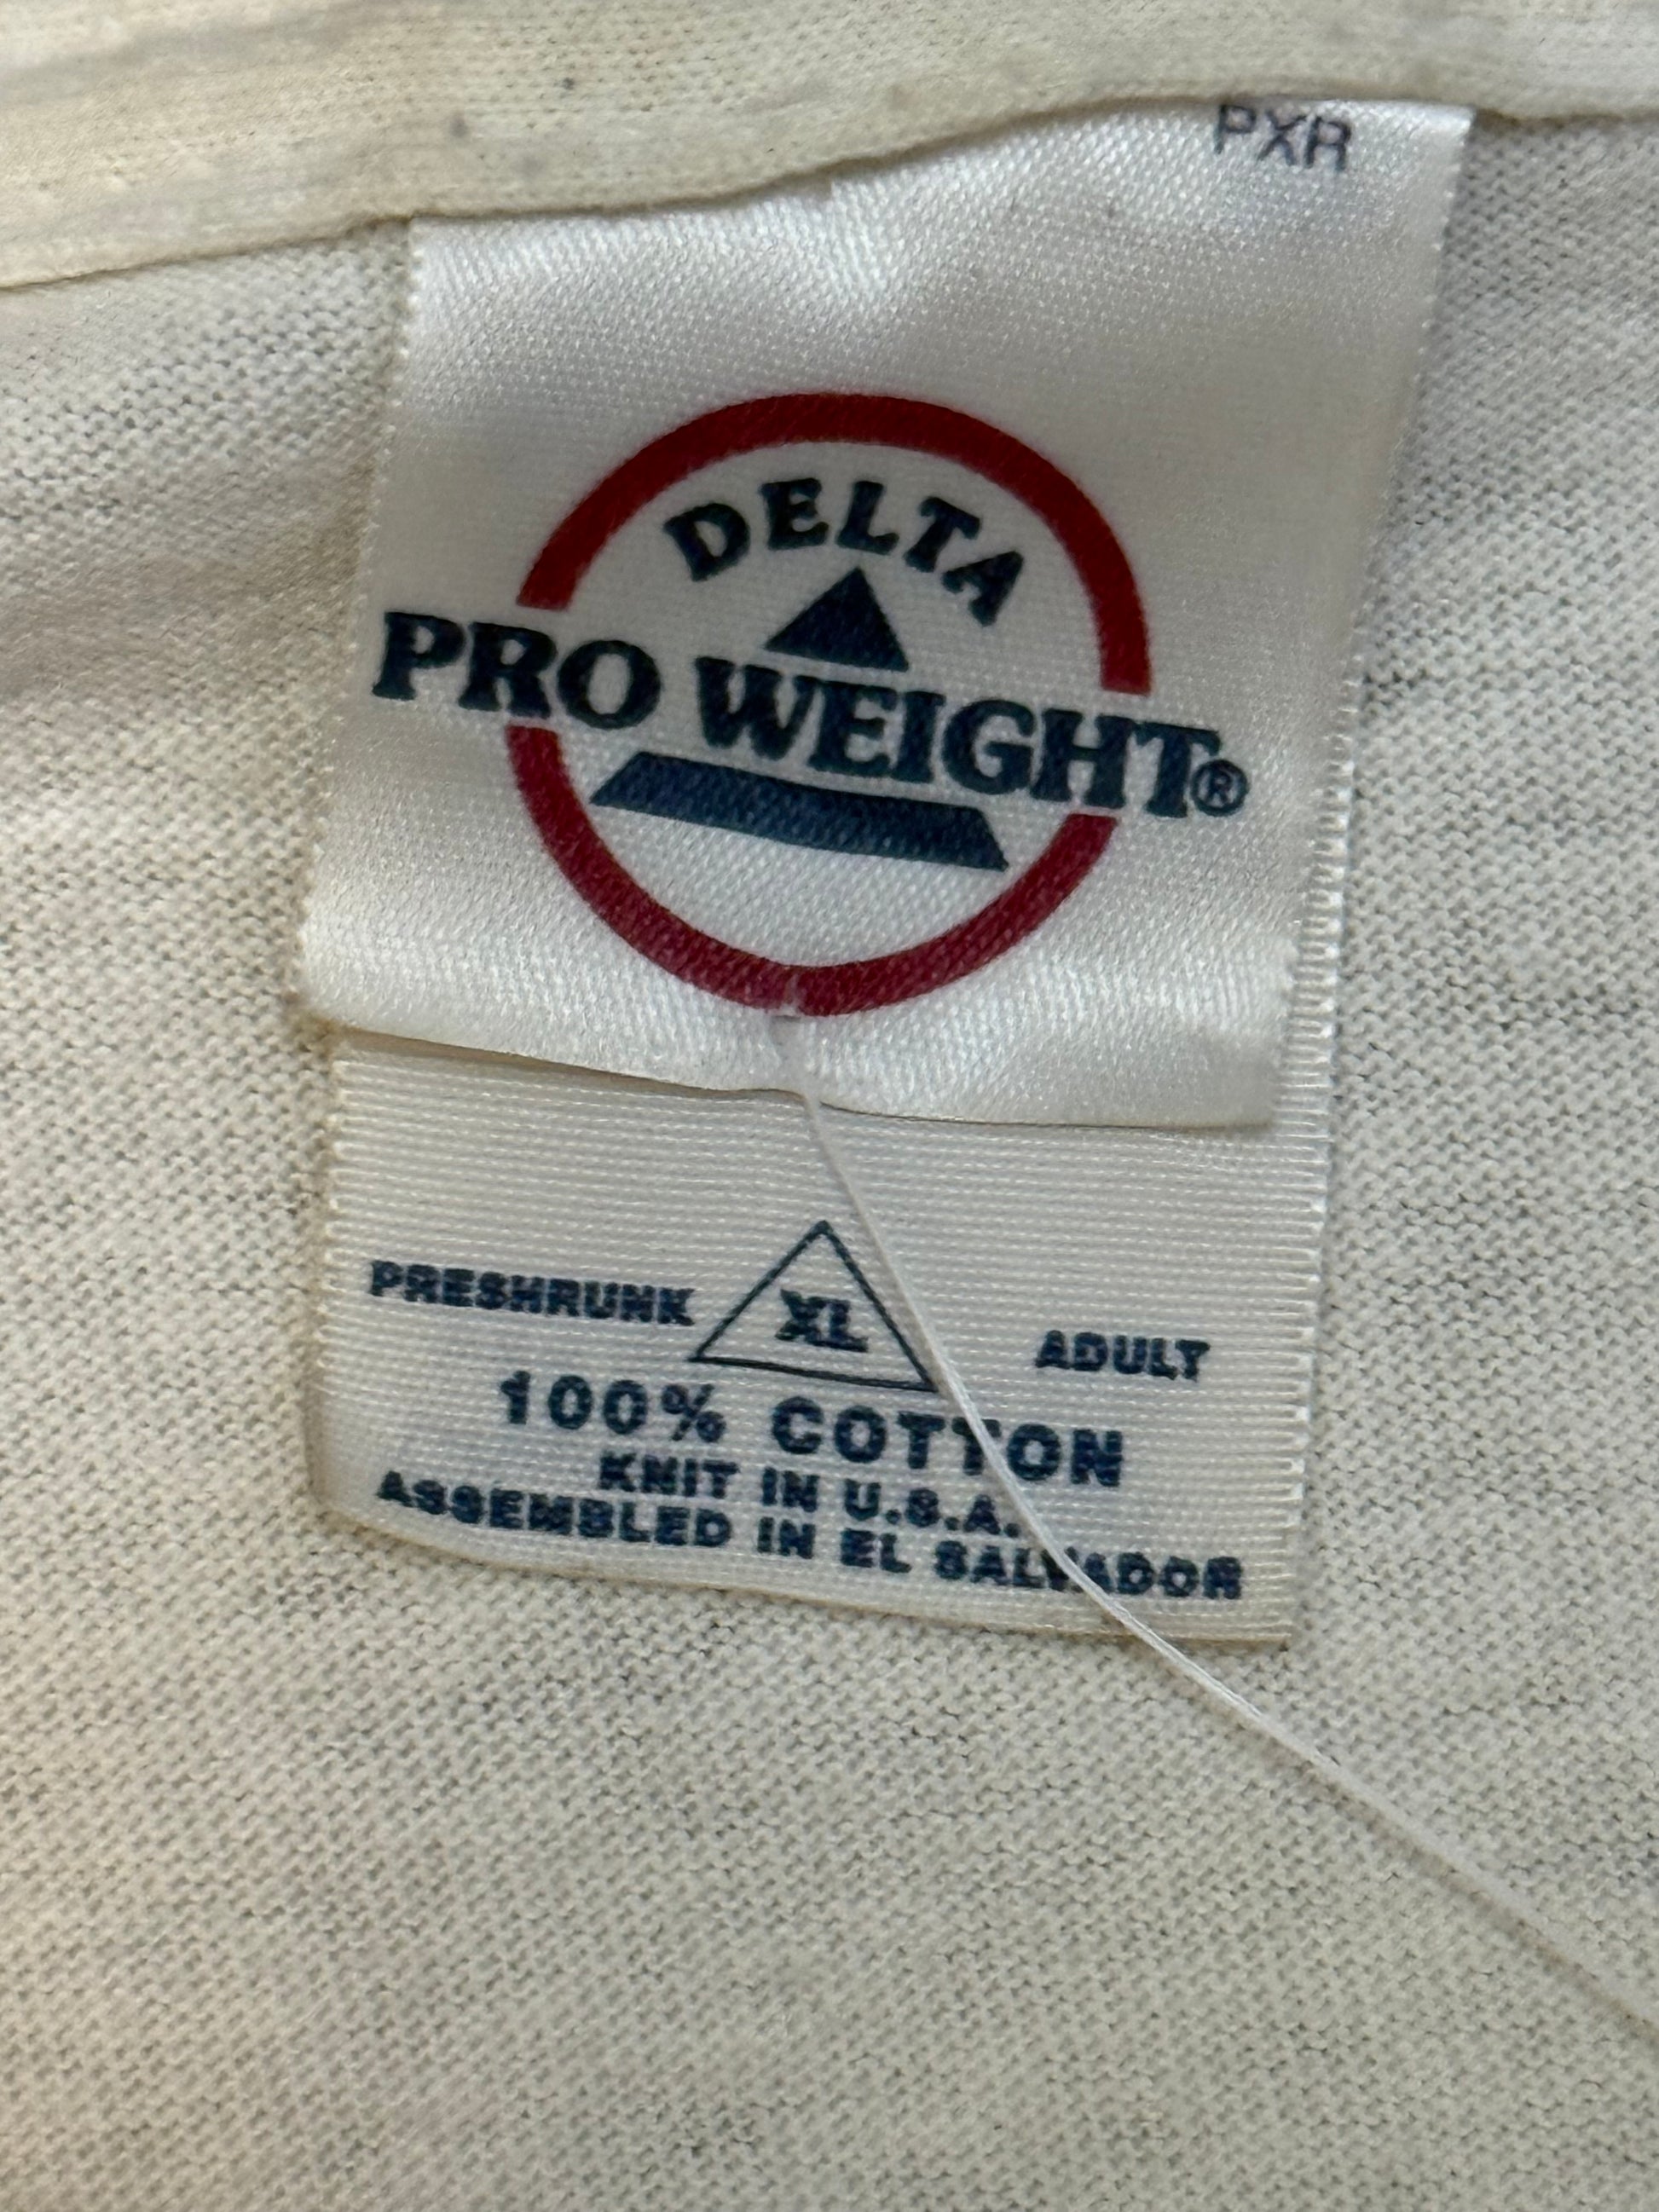 PXR
DELTA
PRO WEIGHT®
PRESHRUNK XL ADULT
100% COTTON
KNIT IN U.S.A.
ASSEMBLED IN EL SALVADOR